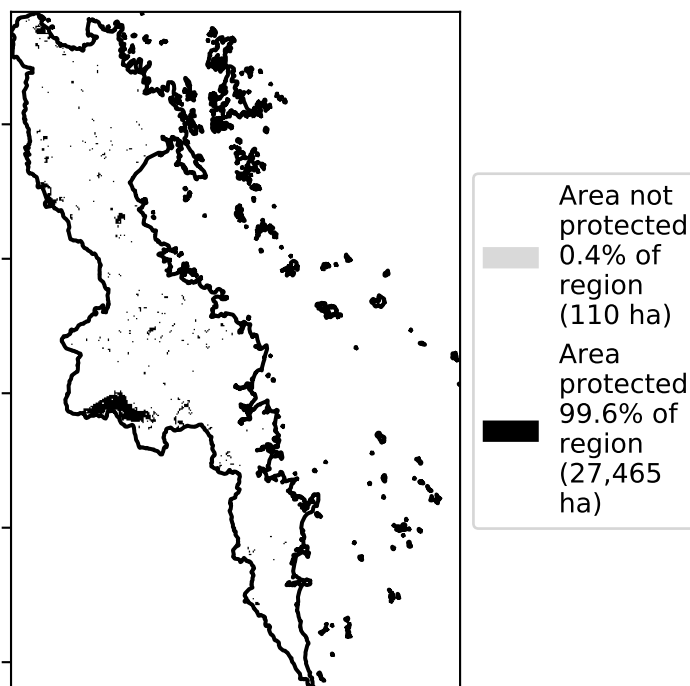 Area not
protected
0.4% of
region
(110 ha)
Area
protected
99.6% of
region
(27,465
ha)